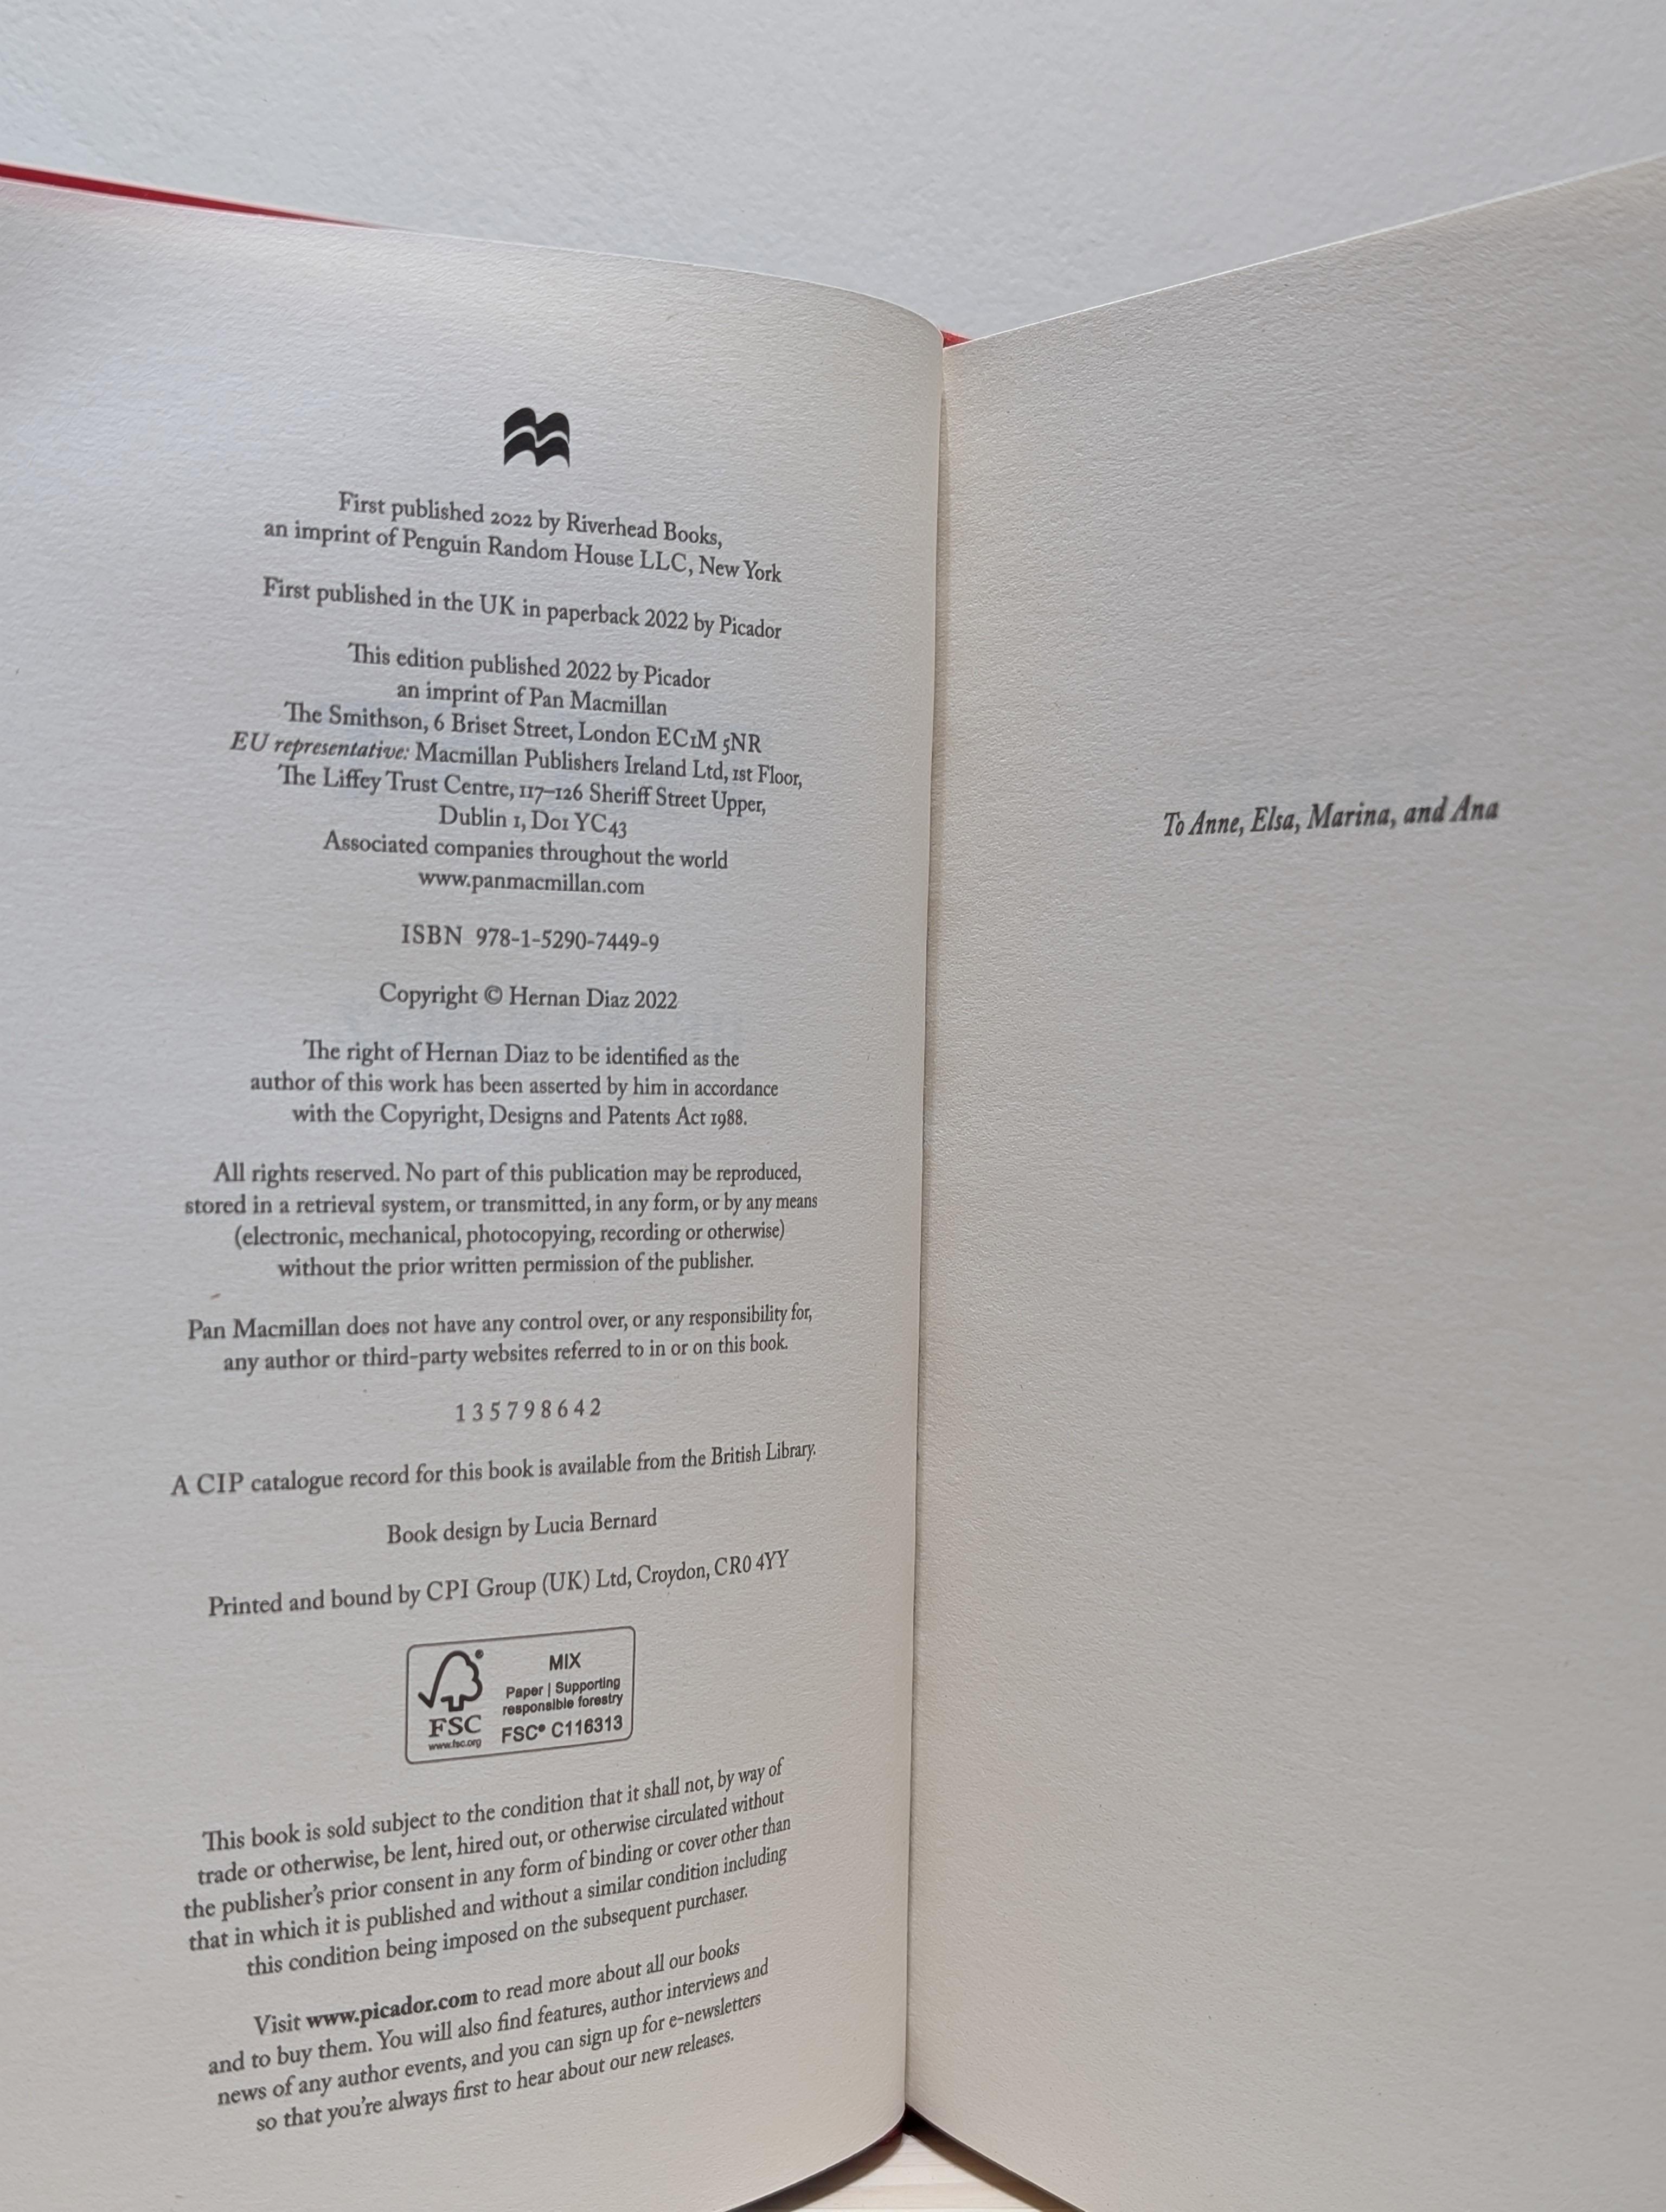 First published 2022 by Riverhead Books,
an imprint of Penguin Random House LLC, New York
First published in the UK in paperback 2022 by Picador
This edition published 2022 by Picador
an imprint of Pan Macmillan
The Smithson, 6 Briset Street, London EC1M 5NR
EU representative: Macmillan Publishers Ireland Ltd, 1st Floor,
The Liffey Trust Centre, 117–126 Sheriff Street Upper,
Dublin 1, D01 YC43
Associated companies throughout the world
www.panmacmillan.com
ISBN 978-1-5290-7449-9
Copyright © Hernan Diaz 2022
The right of Hernan Diaz to be identified as the
author of this work has been asserted by him in accordance
with the Copyright, Designs and Patents Act 1988.
All rights reserved. No part of this publication may be reproduced,
stored in a retrieval system, or transmitted, in any form, or by any means
(electronic, mechanical, photocopying, recording or otherwise)
without the prior written permission of the publisher.
Pan Macmillan does not have any control over, or any responsibility for,
any author or third-party websites referred to in or on this book.
1 3 5 7 9 8 6 4 2
A CIP catalogue record for this book is available from the British Library.
Book design by Lucia Bernard
Printed and bound by CPI Group (UK) Ltd, Croydon, CR0 4YY
FSC
www.fsc.org
MIX
Paper | Supporting
responsible forestry
FSC® C116313
This book is sold subject to the condition that it shall not, by way of
trade or otherwise, be lent, hired out, or otherwise circulated without
the publisher's prior consent in any form of binding or cover other than
that in which it is published and without a similar condition including
this condition being imposed on the subsequent purchaser.
Visit www.picador.com to read more about all our books
and to buy them. You will also find features, author interviews and
news of any author events, and you can sign up for e-newsletters
so that you're always first to hear about our new releases.
To Anne, Elsa, Marina, and Ana